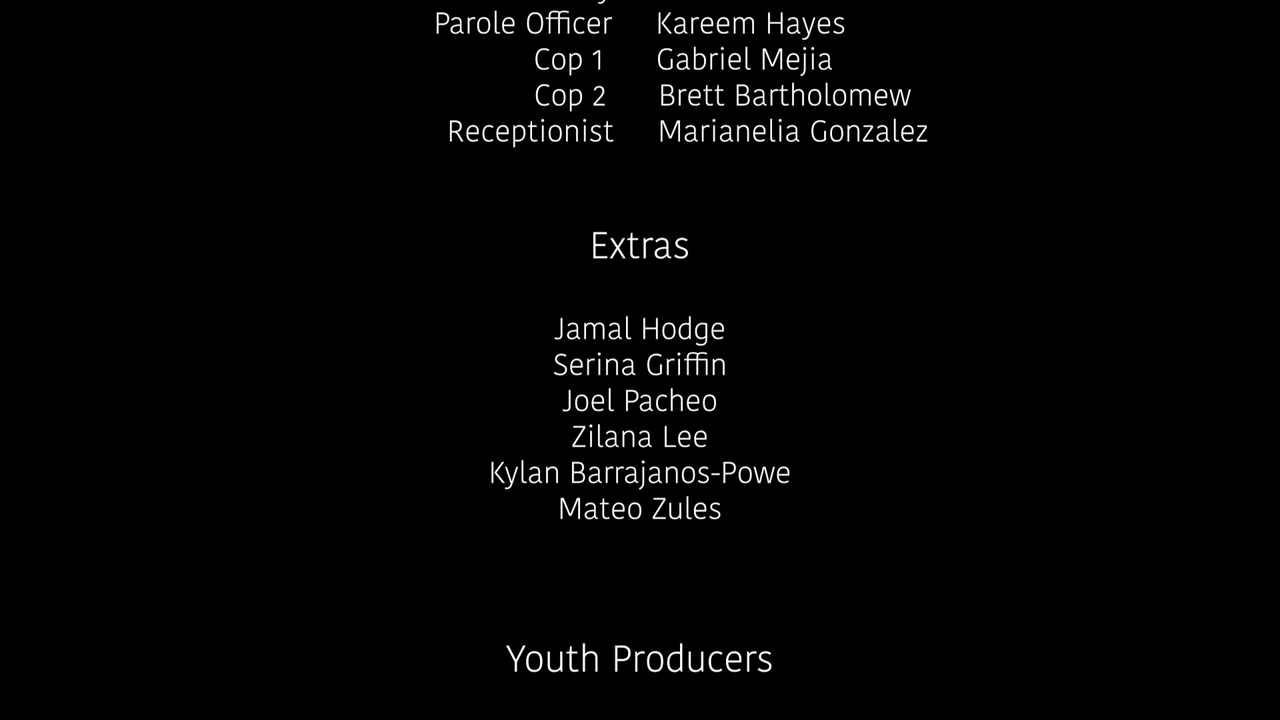 Parole Officer Kareem Hayes
Cop 1 Gabriel Mejia
Cop 2 Brett Bartholomew
Receptionist Marianelia Gonzalez
Extras
Jamal Hodge
Serina Griffin
Joel Pacheo
Zilana Lee
Kylan Barrajanos-Powe
Mateo Zules
Youth Producers